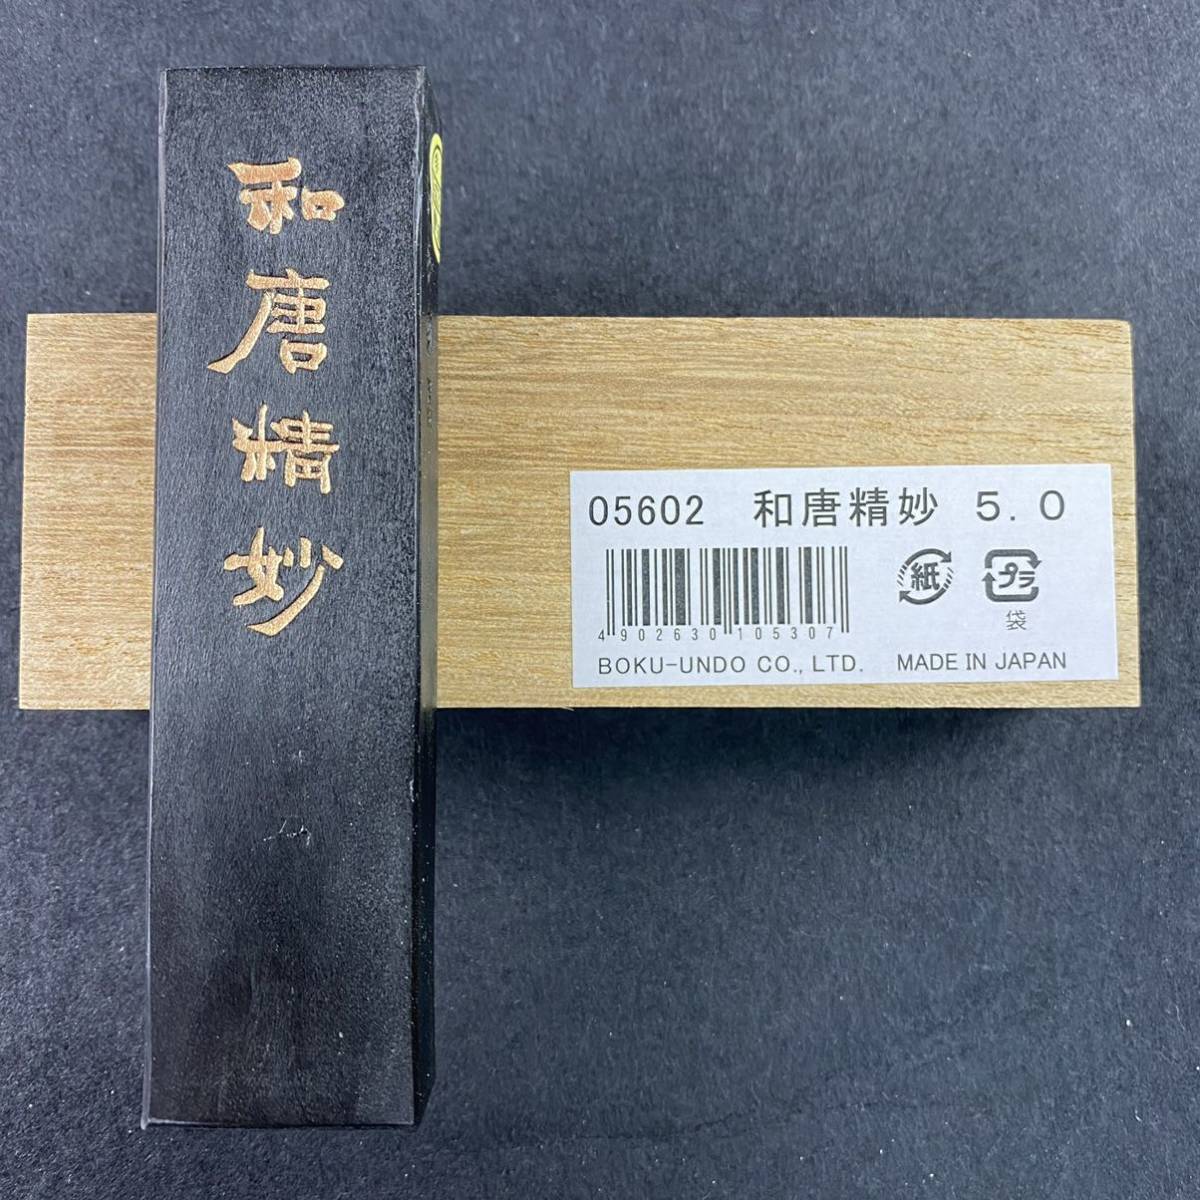 和唐精妙
05602 和唐精妙 5.0
4902630105307
紙 プラ
袋
BOKU-UNDO CO., LTD. MADE IN JAPAN